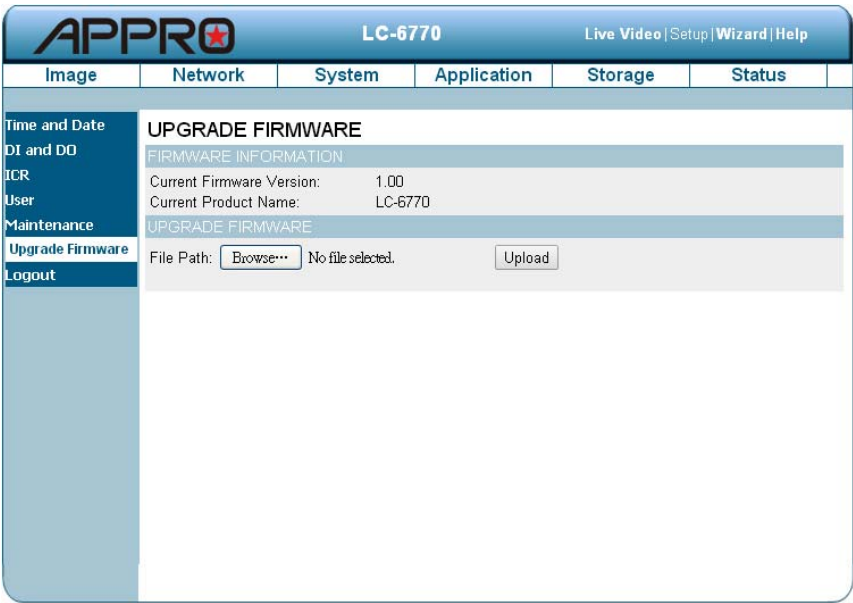 APPRO
LC-6770
Live Video | Setup | Wizard | Help
Image Network System Application Storage Status
Time and Date
DI and DO
ICR
User
Maintenance
Upgrade Firmware
Logout
UPGRADE FIRMWARE
FIRMWARE INFORMATION
Current Firmware Version: 1.00
Current Product Name: LC-6770
UPGRADE FIRMWARE
File Path: Browse··· No file selected. Upload